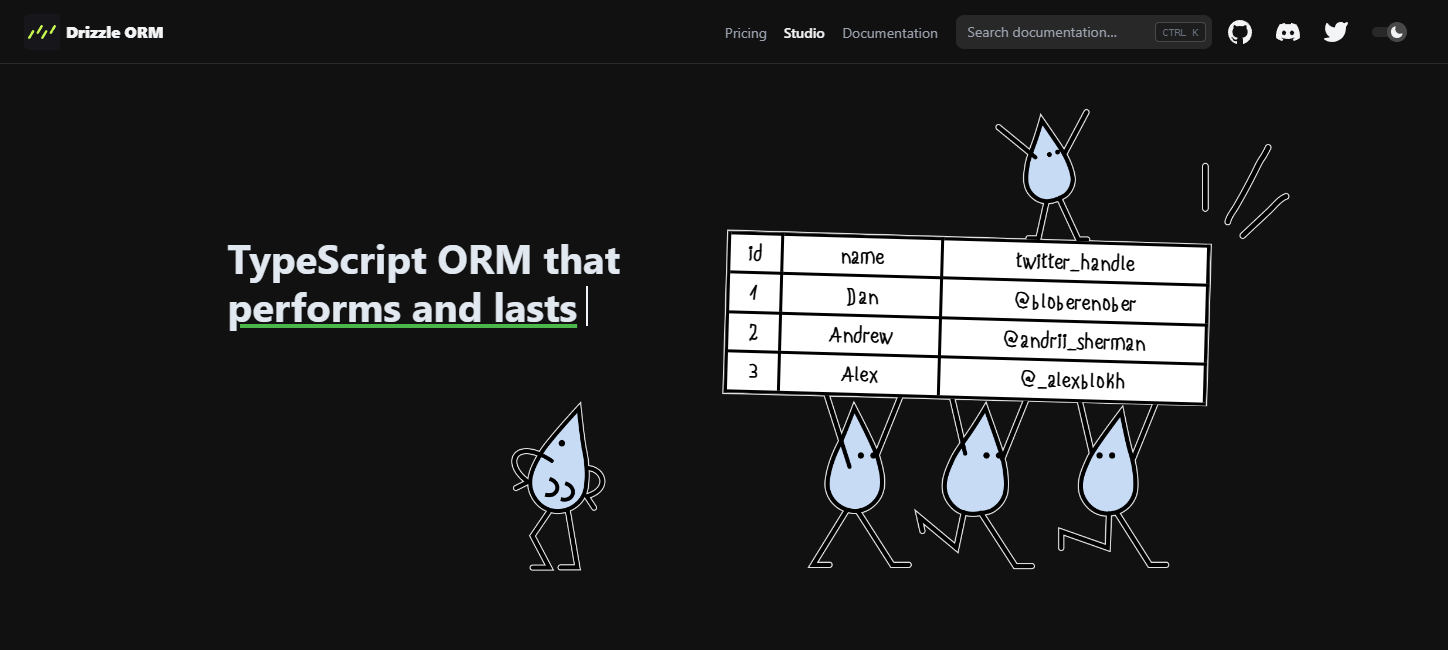 Drizzle ORM
Pricing Studio Documentation Search documentation... CTRL K
TypeScript ORM that
performs and lasts
id name twitter_handle
1 Dan @bloberenober
2 Andrew @andrii_sherman
3 Alex @_alexblokh